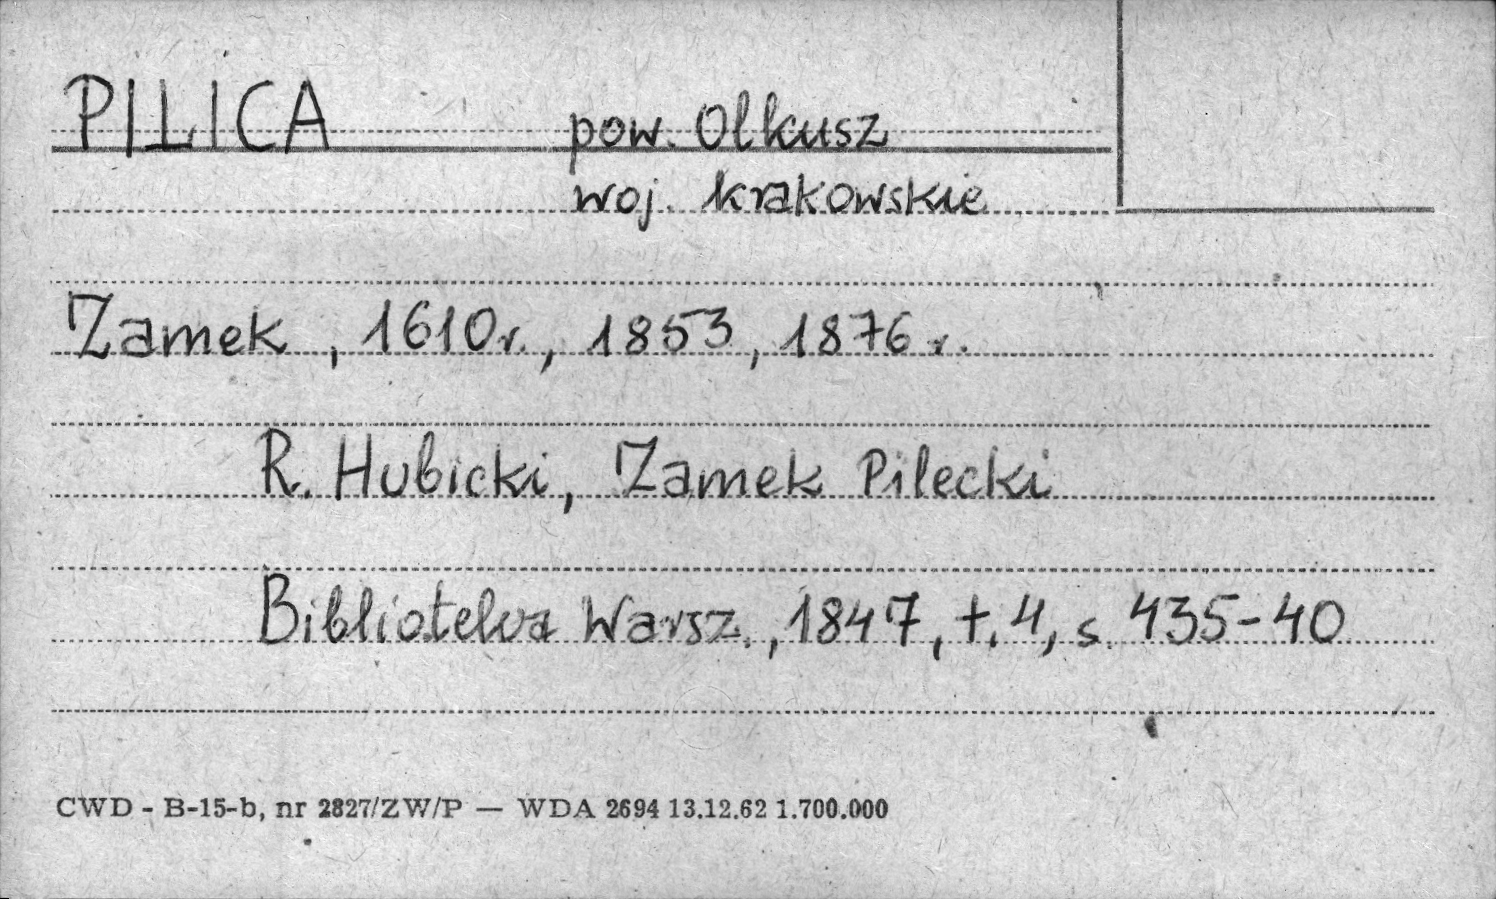 PILICA pow. Olkusz
woj. krakowskie
Zamek, 1610r., 1853, 1876 r.
R. Hubicki, Zamek Pilecki
Biblioteka Warsz., 1847, t. 4, s. 435-40
CWD - B-15-b, nr 2827/ZW/P — WDA 2694 13.12.62 1.700.000